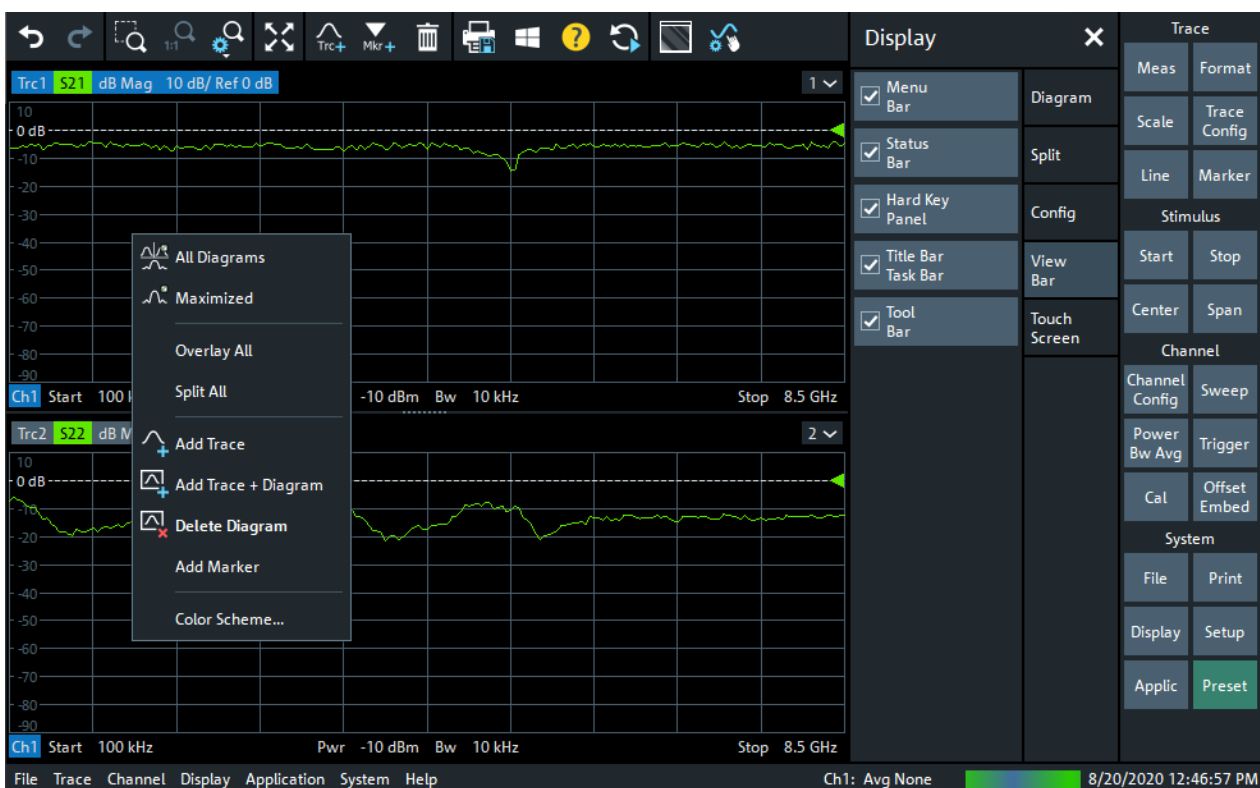 1:1
Trc+
Mkr+
?
Trc1 S21 dB Mag 10 dB/ Ref 0 dB
1
10
0 dB
-10
-20
-30
-40
-50
-60
-70
-80
-90
Ch1 Start 100 k
-10 dBm Bw 10 kHz
Stop 8.5 GHz
All Diagrams
Maximized
Overlay All
Split All
Add Trace
Add Trace + Diagram
Delete Diagram
Add Marker
Color Scheme...
Trc2 S22 dB M
2
10
0 dB
-10
-20
-30
-40
-50
-60
-70
-80
-90
Ch1 Start 100 kHz
Pwr -10 dBm Bw 10 kHz
Stop 8.5 GHz
Display
Menu
Bar
Status
Bar
Hard Key
Panel
Title Bar
Task Bar
Tool
Bar
Diagram
Split
Config
View
Bar
Touch
Screen
Trace
Meas
Format
Scale
Trace
Config
Line
Marker
Stimulus
Start
Stop
Center
Span
Channel
Channel
Config
Sweep
Power
Bw Avg
Trigger
Cal
Offset
Embed
System
File
Print
Display
Setup
Applic
Preset
File Trace Channel Display Application System Help
Ch1: Avg None
8/20/2020 12:46:57 PM